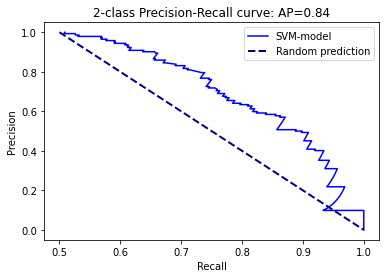 2-class Precision-Recall curve: AP=0.84
SVM-model
Random prediction
Precision
1.0
0.8
0.6
0.4
0.2
0.0
0.5 0.6 0.7 0.8 0.9 1.0
Recall